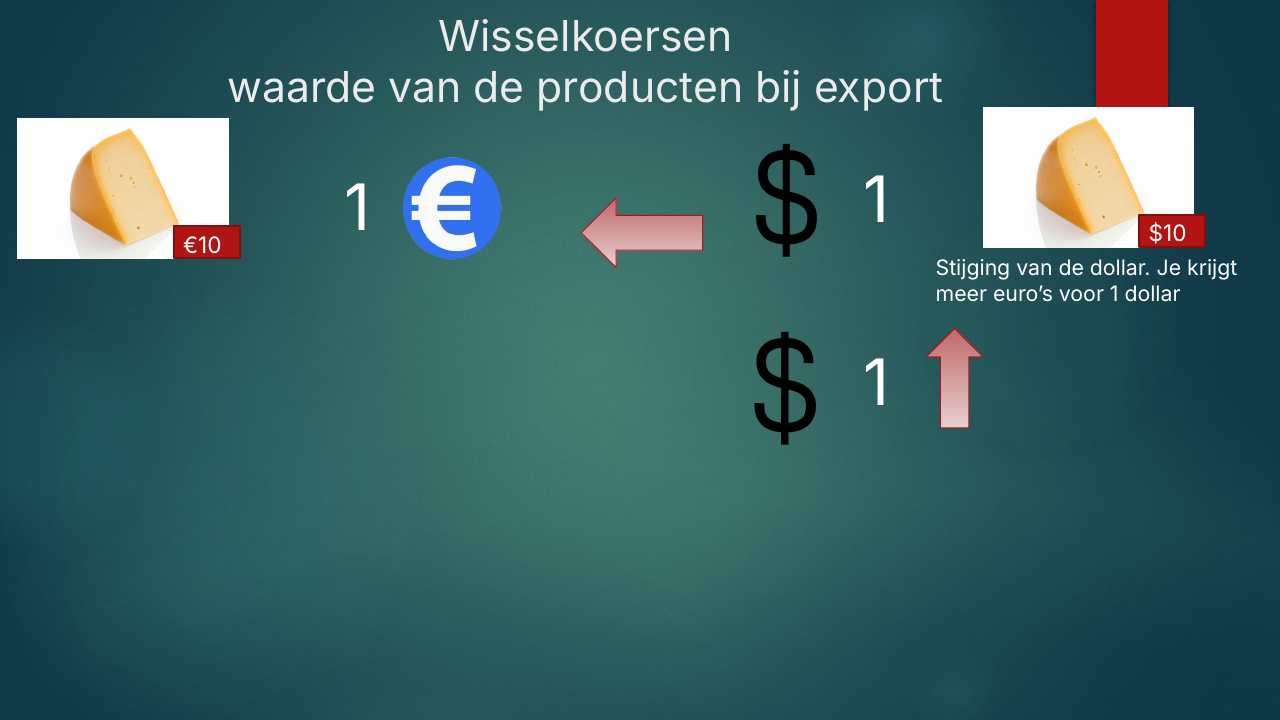 Wisselkoersen
waarde van de producten bij export
€10
1 €
$ 1
$10
Stijging van de dollar. Je krijgt
meer euro’s voor 1 dollar
$ 1